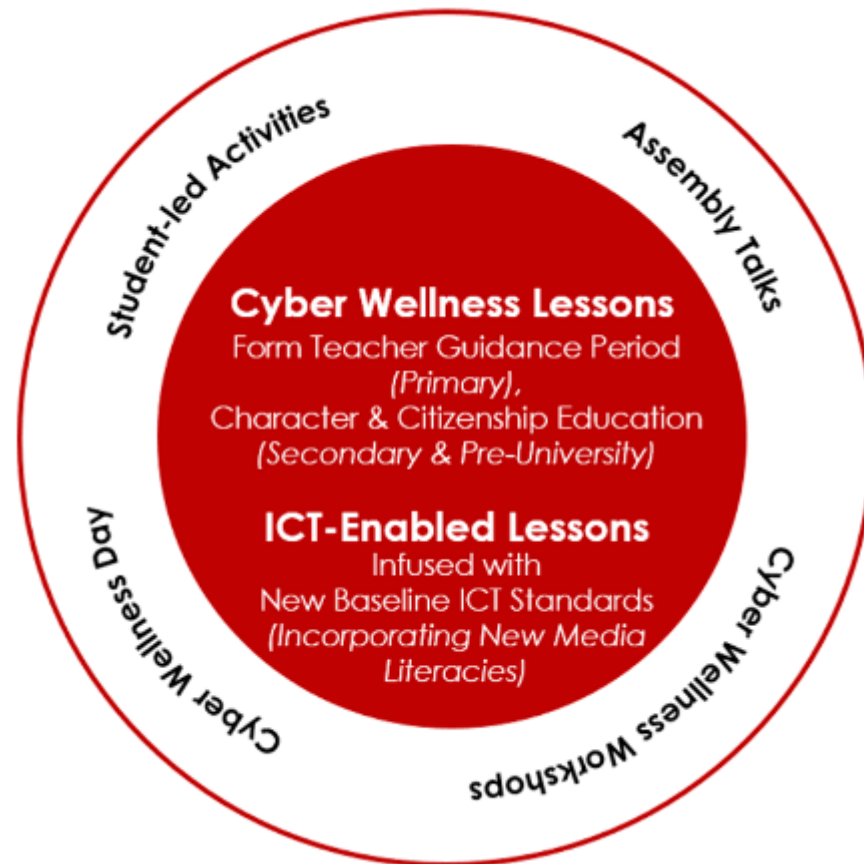 Student-led Activities
Assembly Talks
Cyber Wellness Lessons
Form Teacher Guidance Period
(Primary),
Character & Citizenship Education
(Secondary & Pre-University)
ICT-Enabled Lessons
Infused with
New Baseline ICT Standards
(Incorporating New Media
Literacies)
Cyber Wellness Day
Cyber Wellness Workshops